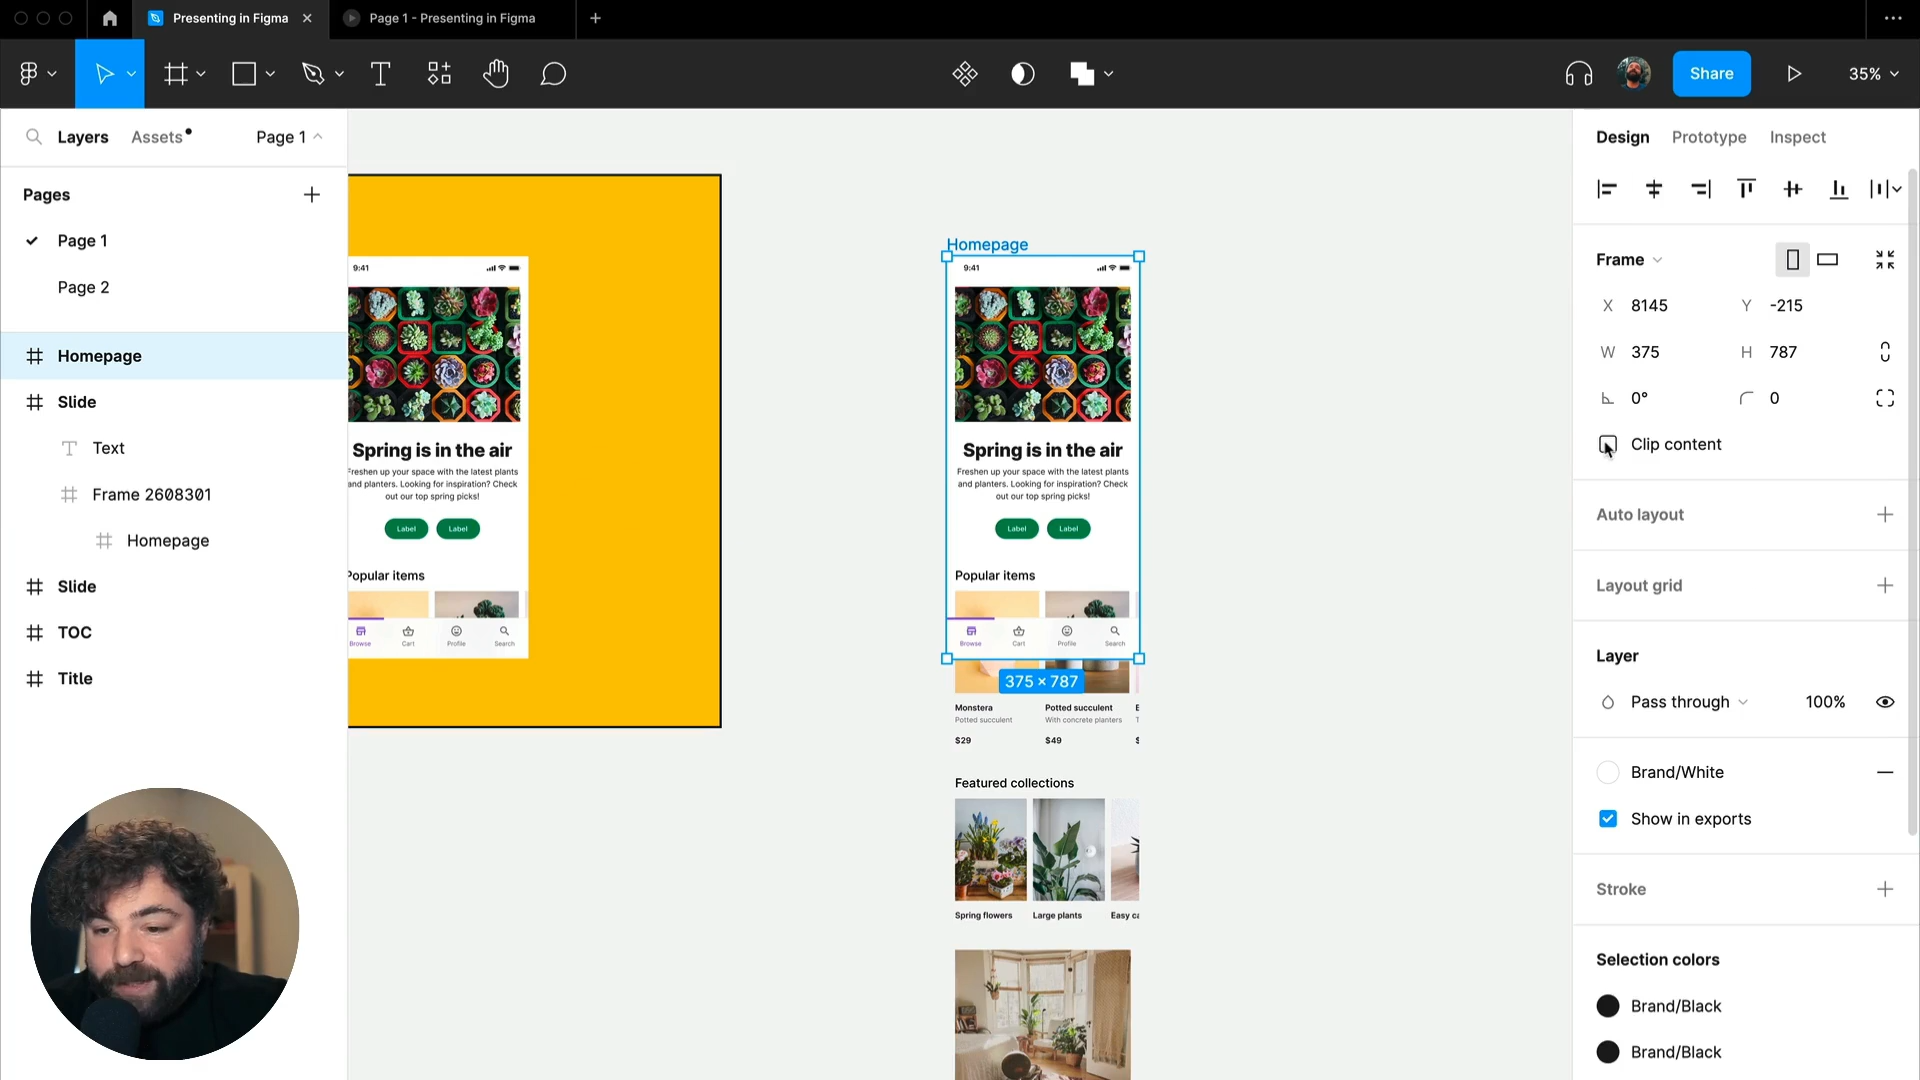 Presenting in Figma
Page 1 - Presenting in Figma
Share
35%
Layers
Assets
Page 1
Pages
Page 1
Page 2
Homepage
Slide
Text
Frame 2608301
Homepage
Slide
TOC
Title
9:41
Spring is in the air
Freshen up your space with the latest plants
and planters. Looking for inspiration? Check
out our top spring picks!
Label
Label
Popular items
Browse
Cart
Profile
Search
Homepage
9:41
Spring is in the air
Freshen up your space with the latest plants
and planters. Looking for inspiration? Check
out our top spring picks!
Label
Label
Popular items
Browse
Cart
Profile
Search
375 × 787
Monstera
Potted succulent
$29
Potted succulent
With concrete planters
$49
Featured collections
Spring flowers
Large plants
Easy ca
Design
Prototype
Inspect
Frame
X 8145
Y -215
W 375
H 787
0°
0
Clip content
Auto layout
Layout grid
Layer
Pass through
100%
Brand/White
Show in exports
Stroke
Selection colors
Brand/Black
Brand/Black